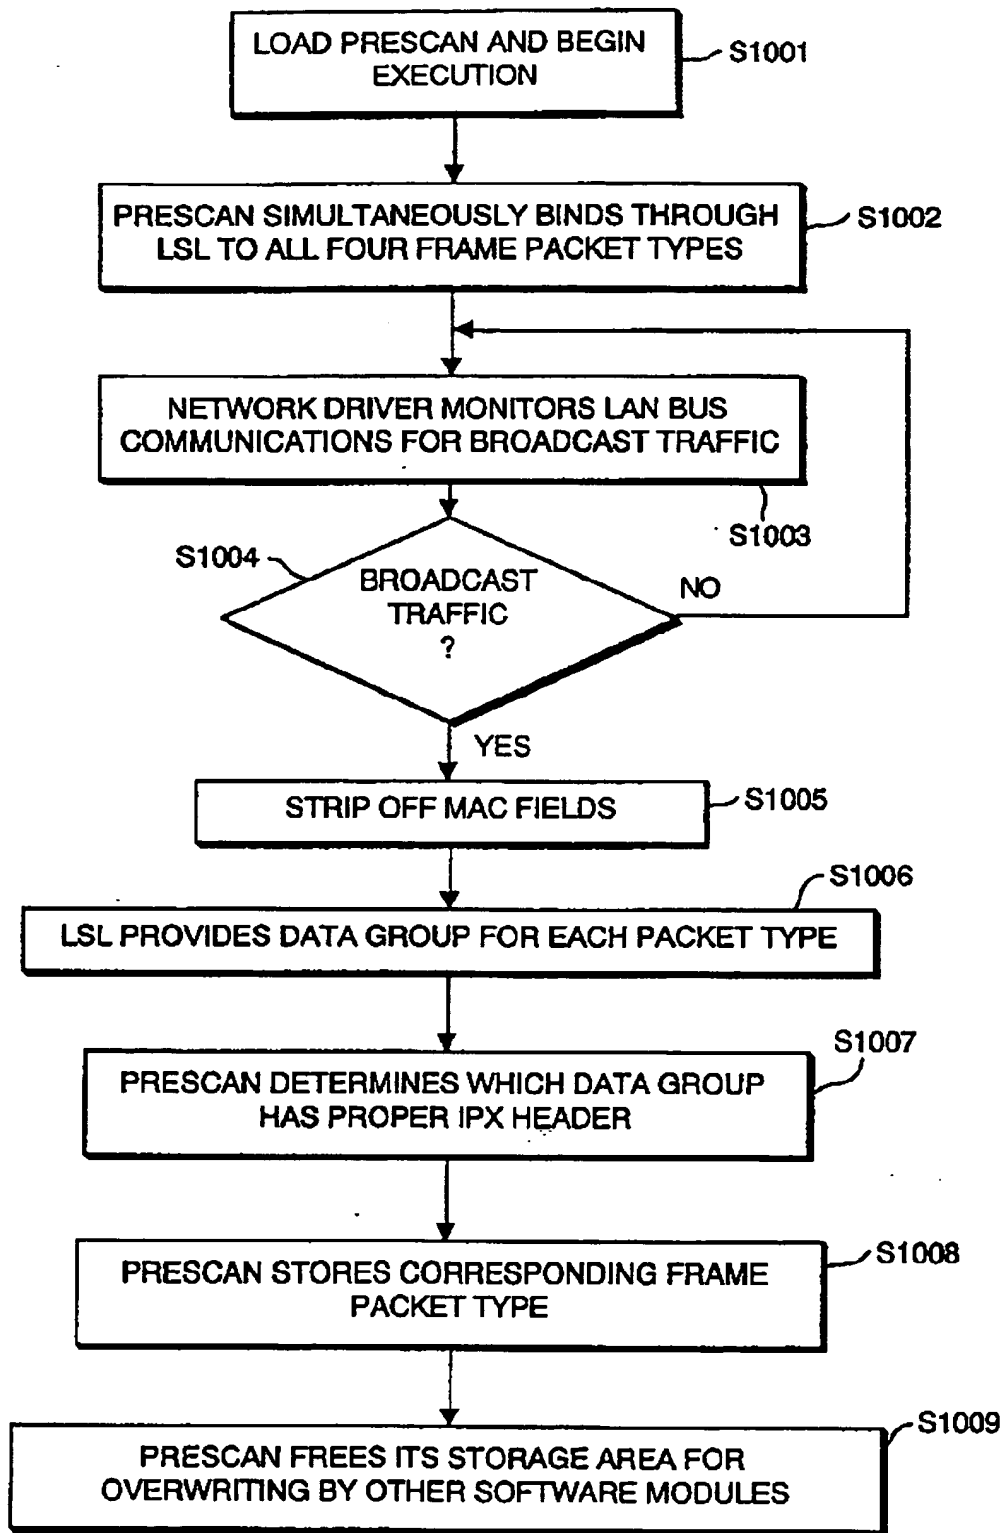 LOAD PRESCAN AND BEGIN
EXECUTION
S1001
PRESCAN SIMULTANEOUSLY BINDS THROUGH
LSL TO ALL FOUR FRAME PACKET TYPES
S1002
NETWORK DRIVER MONITORS LAN BUS
COMMUNICATIONS FOR BROADCAST TRAFFIC
S1003
S1004
BROADCAST
TRAFFIC
?
NO
YES
STRIP OFF MAC FIELDS
S1005
S1006
LSL PROVIDES DATA GROUP FOR EACH PACKET TYPE
S1007
PRESCAN DETERMINES WHICH DATA GROUP
HAS PROPER IPX HEADER
S1008
PRESCAN STORES CORRESPONDING FRAME
PACKET TYPE
S1009
PRESCAN FREES ITS STORAGE AREA FOR
OVERWRITING BY OTHER SOFTWARE MODULES